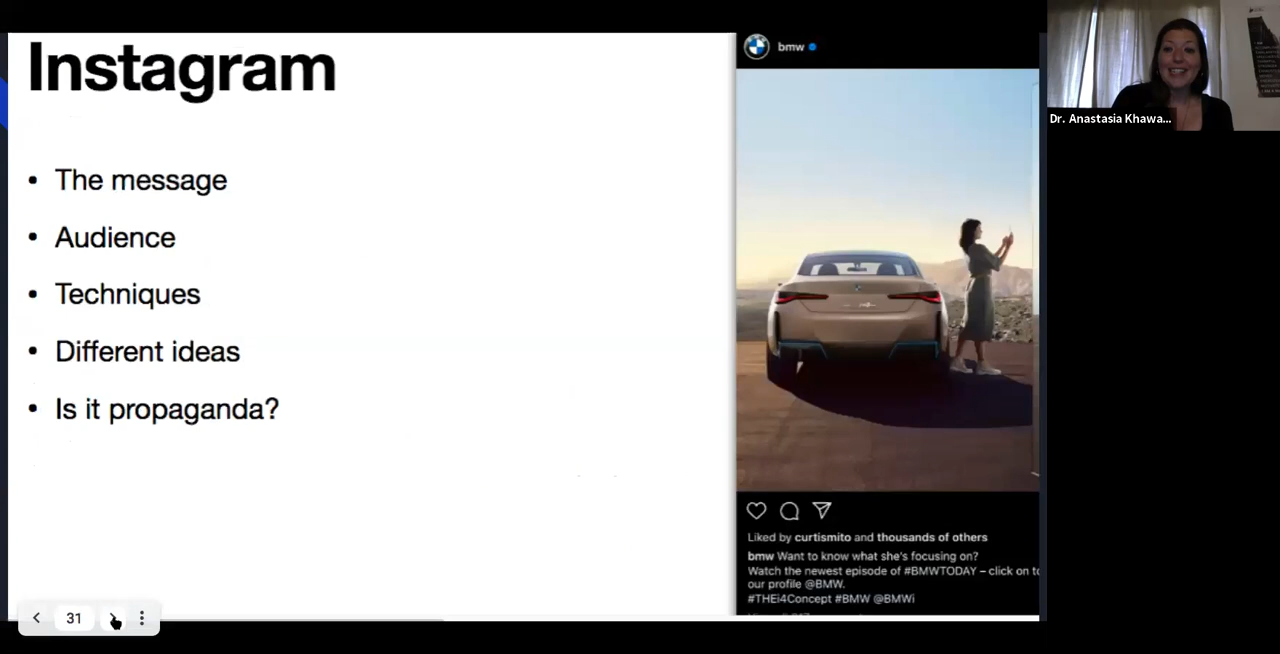 Instagram
• The message
• Audience
• Techniques
• Different ideas
• Is it propaganda?
bmw
Liked by curtismito and thousands of others
bmw Want to know what she's focusing on?
Watch the newest episode of #BMWTODAY – click on to
our profile @BMW.
#THEi4Concept #BMW @BMWi
31
Dr. Anastasia Khawa...